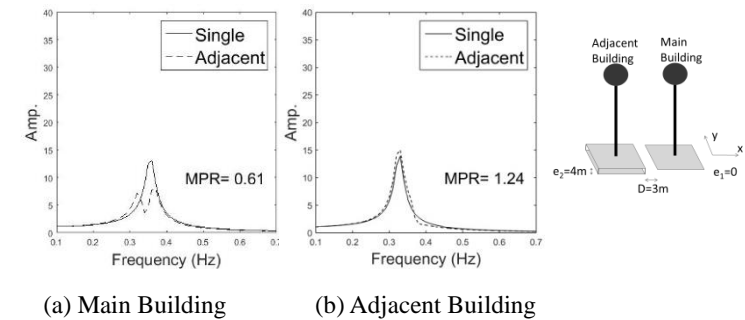 40
35
30
25
20
15
10
5
0
Amp.
Single
Adjacent
MPR= 0.61
0.1 0.2 0.3 0.4 0.5 0.6 0.7
Frequency (Hz)
(a) Main Building
40
35
30
25
20
15
10
5
0
Amp.
Single
Adjacent
MPR= 1.24
0.1 0.2 0.3 0.4 0.5 0.6 0.7
Frequency (Hz)
(b) Adjacent Building
Adjacent
Building
Main
Building
y
x
e₂=4m
D=3m
e₁=0